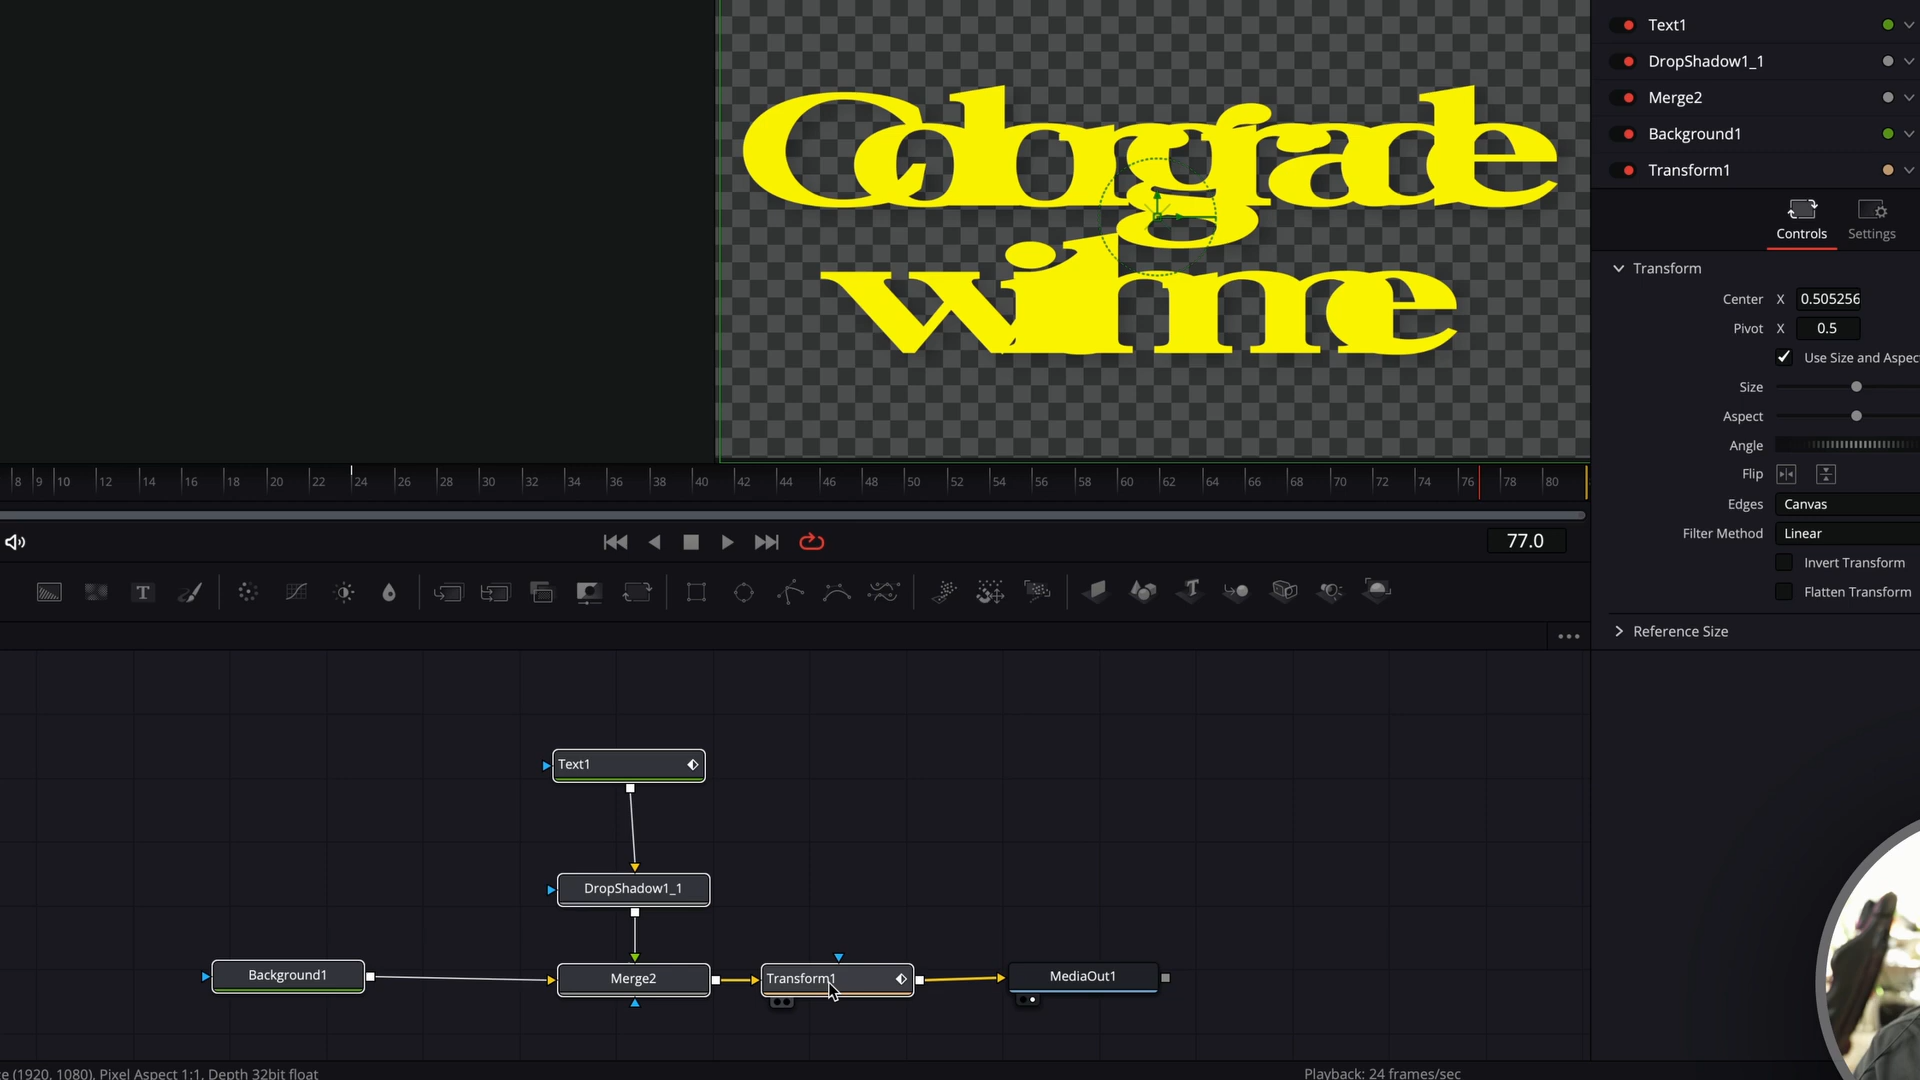 Colorgrade
with me
Text1
DropShadow1_1
Merge2
Background1
Transform1
Controls
Settings
Transform
Center X 0.505256
Pivot X 0.5
Use Size and Aspec
Size
Aspect
Angle
Flip
Edges Canvas
Filter Method Linear
Invert Transform
Flatten Transform
Reference Size
8 9 10 12 14 16 18 20 22 24 26 28 30 32 34 36 38 40 42 44 46 48 50 52 54 56 58 60 62 64 66 68 70 72 74 76 78 80
77.0
T
Text1
DropShadow1_1
Background1
Merge2
Transform1
MediaOut1
(1920, 1080), Pixel Aspect 1:1, Depth 32bit float
Playback: 24 frames/sec